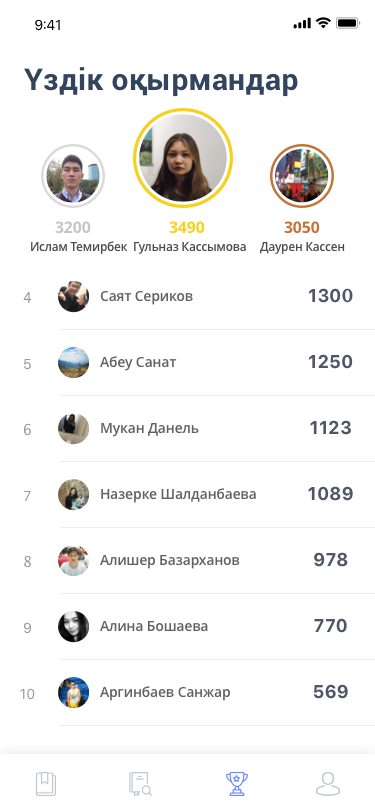 9:41
Үздік оқырмандар
3200 3490 3050
Ислам Темирбек Гульназ Кассымова Даурен Кассен
4 Саят Сериков 1300
5 Абеу Санат 1250
6 Мукан Данель 1123
7 Назерке Шалданбаева 1089
8 Алишер Базарханов 978
9 Алина Бошаева 770
10 Аргинбаев Санжар 569